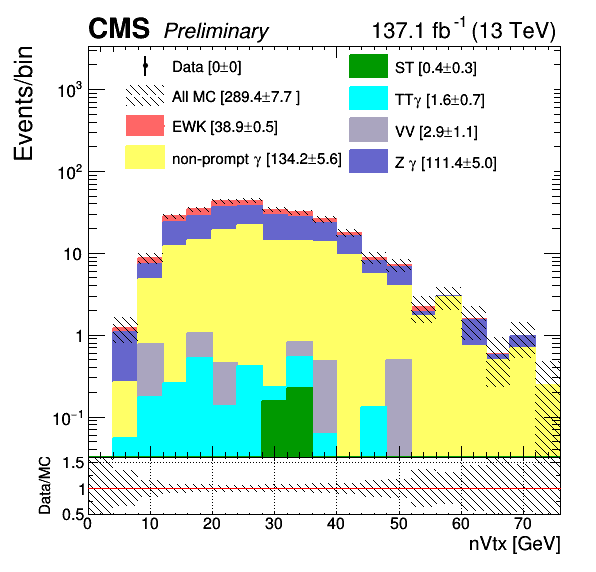 CMS Preliminary 137.1 fb⁻¹ (13 TeV)
Events/bin
Data [0±0]
All MC [289.4±7.7 ]
EWK [38.9±0.5]
non-prompt γ [134.2±5.6]
ST [0.4±0.3]
TTγ [1.6±0.7]
VV [2.9±1.1]
Z γ [111.4±5.0]
10³
10²
10
1
10⁻¹
Data/MC
1.5
1
0.5
0 10 20 30 40 50 60 70
nVtx [GeV]